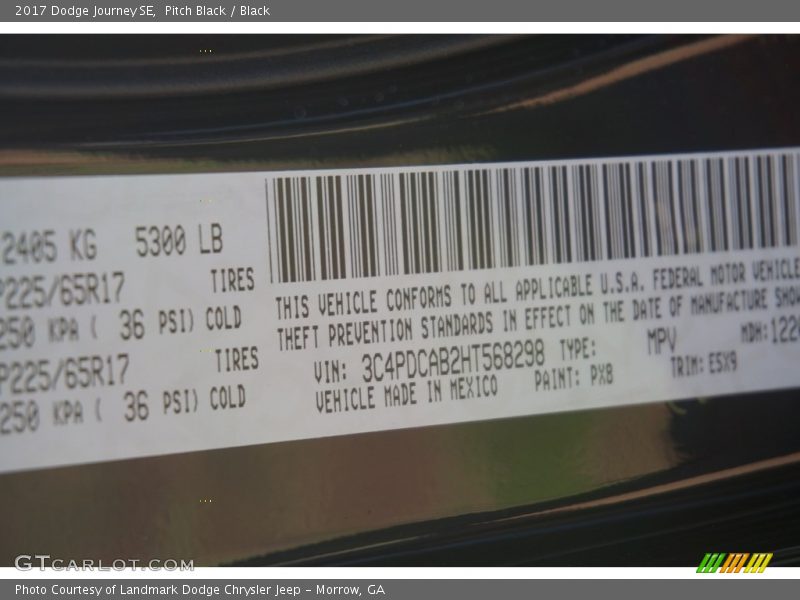 2017 Dodge Journey SE,  Pitch Black / Black
2405 KG 5300 LB
P225/65R17 TIRES
250 KPA ( 36 PSI) COLD
P225/65R17 TIRES
250 KPA ( 36 PSI) COLD
THIS VEHICLE CONFORMS TO ALL APPLICABLE U.S.A. FEDERAL MOTOR VEHICLE
THEFT PREVENTION STANDARDS IN EFFECT ON THE DATE OF MANUFACTURE
VIN: 3C4PDCAB2HT568298 TYPE: MPV MDH:
VEHICLE MADE IN MEXICO PAINT: PX8 TRIM: E5X9
GTCARLOT.COM
Photo Courtesy of Landmark Dodge Chrysler Jeep – Morrow, GA